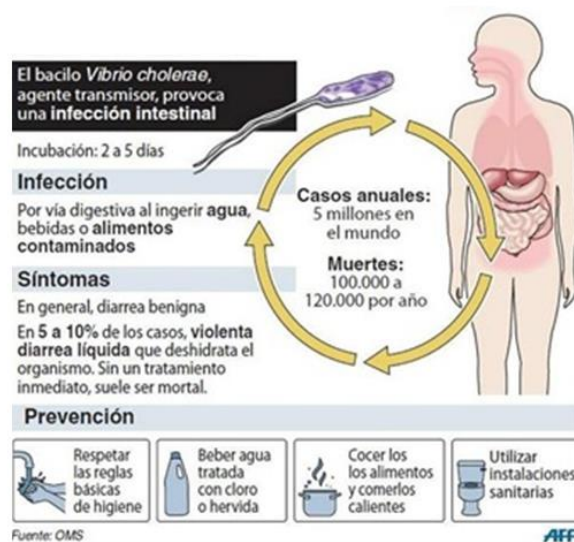 El bacilo Vibrio cholerae,
agente transmisor, provoca
una infección intestinal
Incubación: 2 a 5 días
Infección
Por vía digestiva al ingerir agua,
bebidas o alimentos
contaminados
Síntomas
En general, diarrea benigna
En 5 a 10% de los casos, violenta
diarrea líquida que deshidrata el
organismo. Sin un tratamiento
inmediato, suele ser mortal.
Casos anuales:
5 millones en
el mundo
Muertes:
100.000 a
120.000 por año
Prevención
Respetar
las reglas
básicas
de higiene
Beber agua
tratada
con cloro
o hervida
Cocer los
los alimentos
y comerlos
calientes
Utilizar
instalaciones
sanitarias
Fuente: OMS
AFP